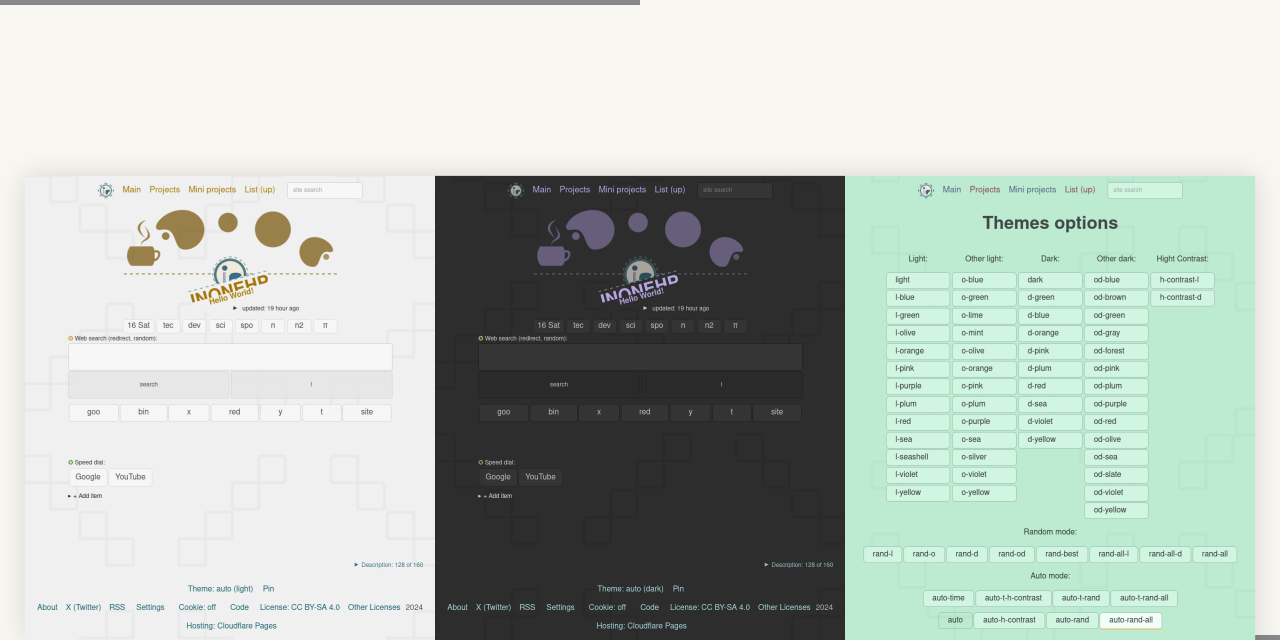 Main Projects Mini projects List (up) site search
INQNEHP
Hello World!
► updated: 19 hour ago
16 Sat tec dev sci spo n n2 π
Web search (redirect, random):
search !
goo bin x red y t site
Speed dial:
Google YouTube
► + Add item
► Description: 128 of 160
Theme: auto (light) Pin
About X (Twitter) RSS Settings Cookie: off Code License: CC BY-SA 4.0 Other Licenses 2024
Hosting: Cloudflare Pages
Main Projects Mini projects List (up) site search
INQNEHP
Hello World!
► updated: 19 hour ago
16 Sat tec dev sci spo n n2 π
Web search (redirect, random):
search !
goo bin x red y t site
Speed dial:
Google YouTube
► + Add item
► Description: 128 of 160
Theme: auto (dark) Pin
About X (Twitter) RSS Settings Cookie: off Code License: CC BY-SA 4.0 Other Licenses 2024
Hosting: Cloudflare Pages
Main Projects Mini projects List (up) site search
Themes options
Light: Other light: Dark: Other dark: Hight Contrast:
light o-blue dark od-blue h-contrast-l
l-blue o-green d-green od-brown h-contrast-d
l-green o-lime d-blue od-green
l-olive o-mint d-orange od-gray
l-orange o-olive d-pink od-forest
l-pink o-orange d-plum od-pink
l-purple o-pink d-red od-plum
l-plum o-plum d-sea od-purple
l-red o-purple d-violet od-red
l-sea o-sea d-yellow od-olive
l-seashell o-silver od-sea
l-violet o-violet od-slate
l-yellow o-yellow od-violet
od-yellow
Random mode:
rand-l rand-o rand-d rand-od rand-best rand-all-l rand-all-d rand-all
Auto mode:
auto-time auto-t-h-contrast auto-t-rand auto-t-rand-all
auto auto-h-contrast auto-rand auto-rand-all